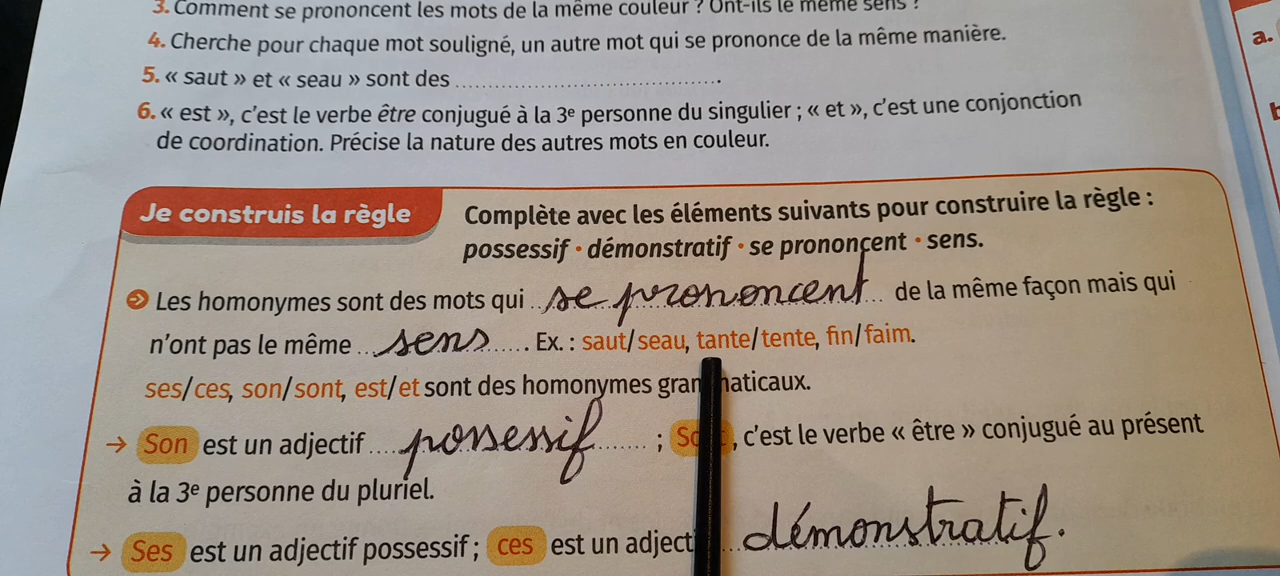 3. Comment se prononcent les mots de la même couleur ? Ont-ils le même sens ?
4. Cherche pour chaque mot souligné, un autre mot qui se prononce de la même manière.
5. « saut » et « seau » sont des ..........................................
6. « est », c'est le verbe être conjugué à la 3e personne du singulier ; « et », c'est une conjonction
de coordination. Précise la nature des autres mots en couleur.
a.
Je construis la règle
Complète avec les éléments suivants pour construire la règle :
possessif • démonstratif • se prononcent • sens.
Les homonymes sont des mots qui se prononcent de la même façon mais qui
n'ont pas le même sens. Ex. : saut/seau, tante/tente, fin/faim.
ses/ces, son/sont, est/et sont des homonymes grammaticaux.
→ Son est un adjectif possessif ; , c'est le verbe « être » conjugué au présent
à la 3e personne du pluriel.
→ Ses est un adjectif possessif ; ces est un adjectif démonstratif.